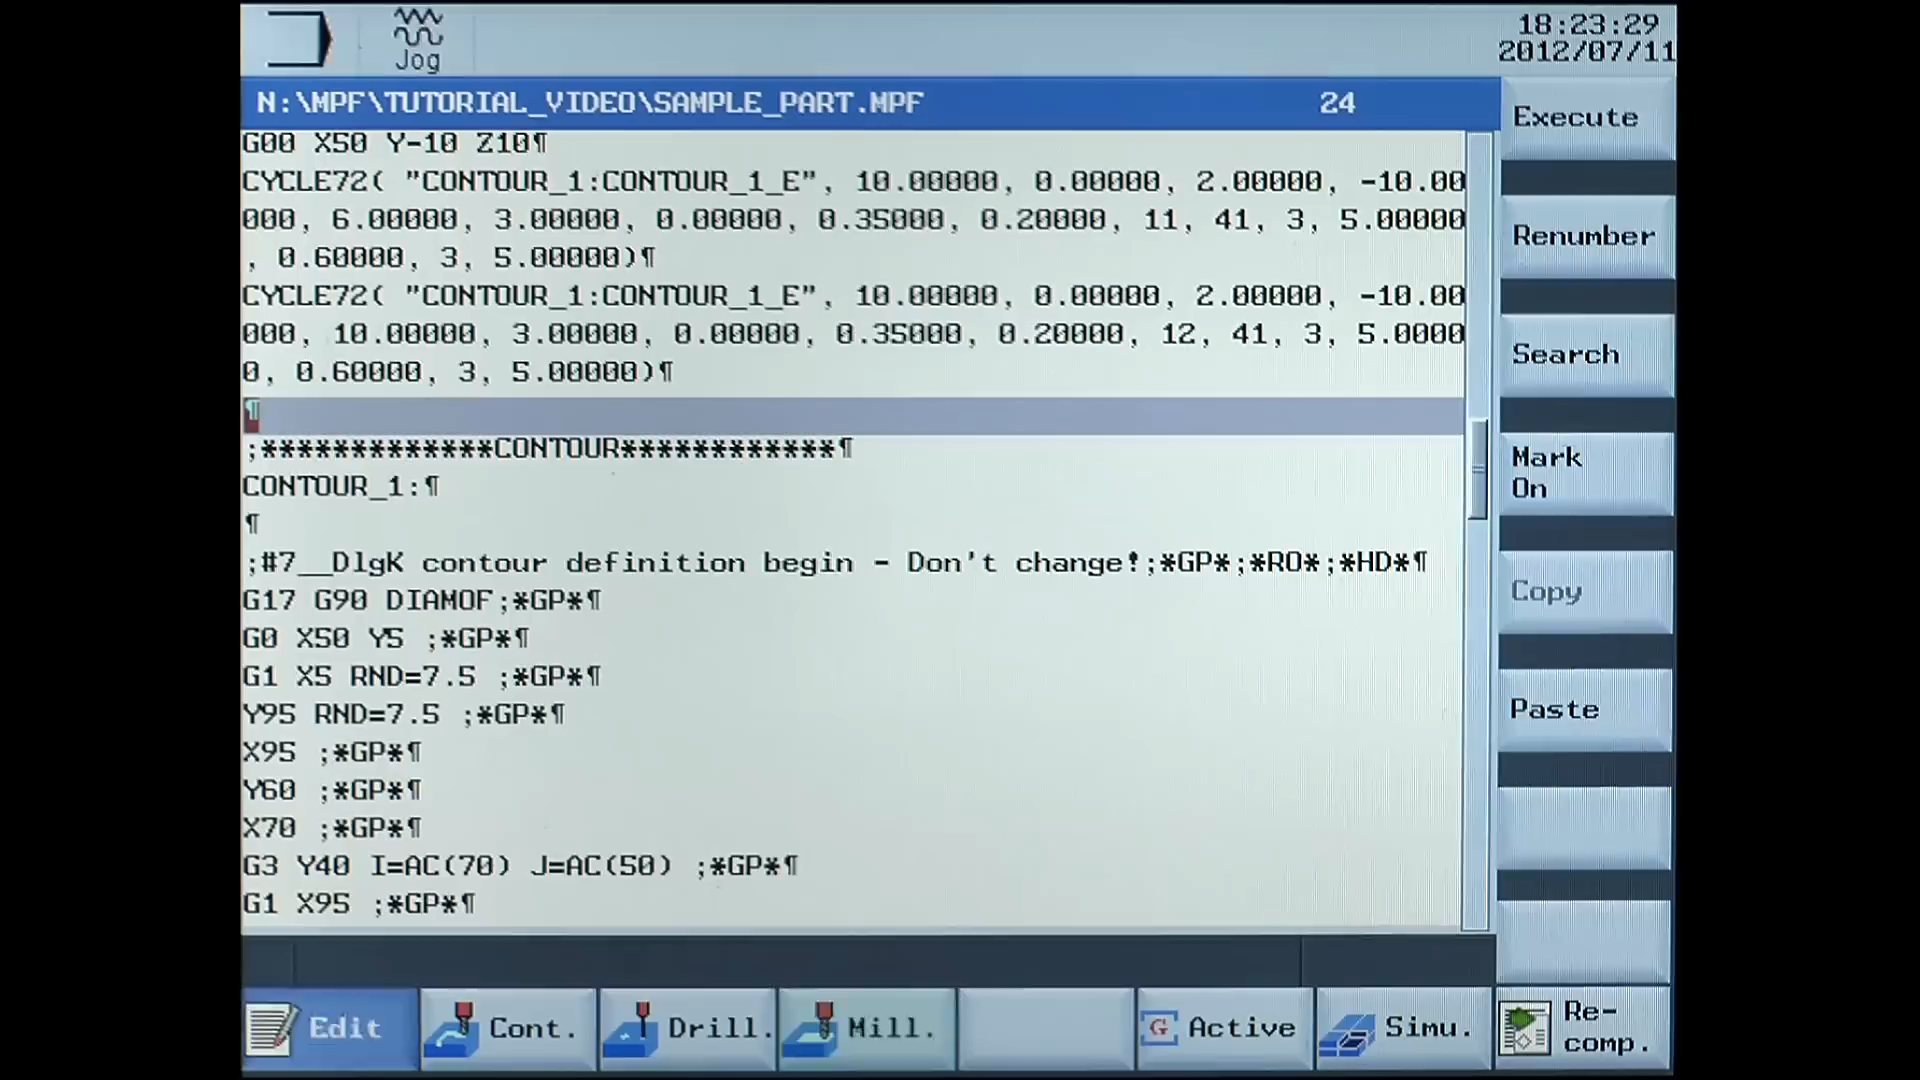 Jog
18:23:29
2012/07/11
N:\MPF\TUTORIAL_VIDEO\SAMPLE_PART.MPF 24
G00 X50 Y-10 Z10¶
CYCLE72( "CONTOUR_1:CONTOUR_1_E", 10.00000, 0.00000, 2.00000, -10.00
000, 6.00000, 3.00000, 0.00000, 0.35000, 0.20000, 11, 41, 3, 5.00000
, 0.60000, 3, 5.00000)¶
CYCLE72( "CONTOUR_1:CONTOUR_1_E", 10.00000, 0.00000, 2.00000, -10.00
000, 10.00000, 3.00000, 0.00000, 0.35000, 0.20000, 12, 41, 3, 5.0000
0, 0.60000, 3, 5.00000)¶
¶
;*************CONTOUR************¶
CONTOUR_1:¶
¶
;#7__DlgK contour definition begin - Don't change!;*GP*;*RO*;*HD*¶
G17 G90 DIAMOF;*GP*¶
G0 X50 Y5 ;*GP*¶
G1 X5 RND=7.5 ;*GP*¶
Y95 RND=7.5 ;*GP*¶
X95 ;*GP*¶
Y60 ;*GP*¶
X70 ;*GP*¶
G3 Y40 I=AC(70) J=AC(50) ;*GP*¶
G1 X95 ;*GP*¶
Execute
Renumber
Search
Mark
On
Copy
Paste
Edit
Cont.
Drill.
Mill.
G Active
Simu.
Re-
comp.